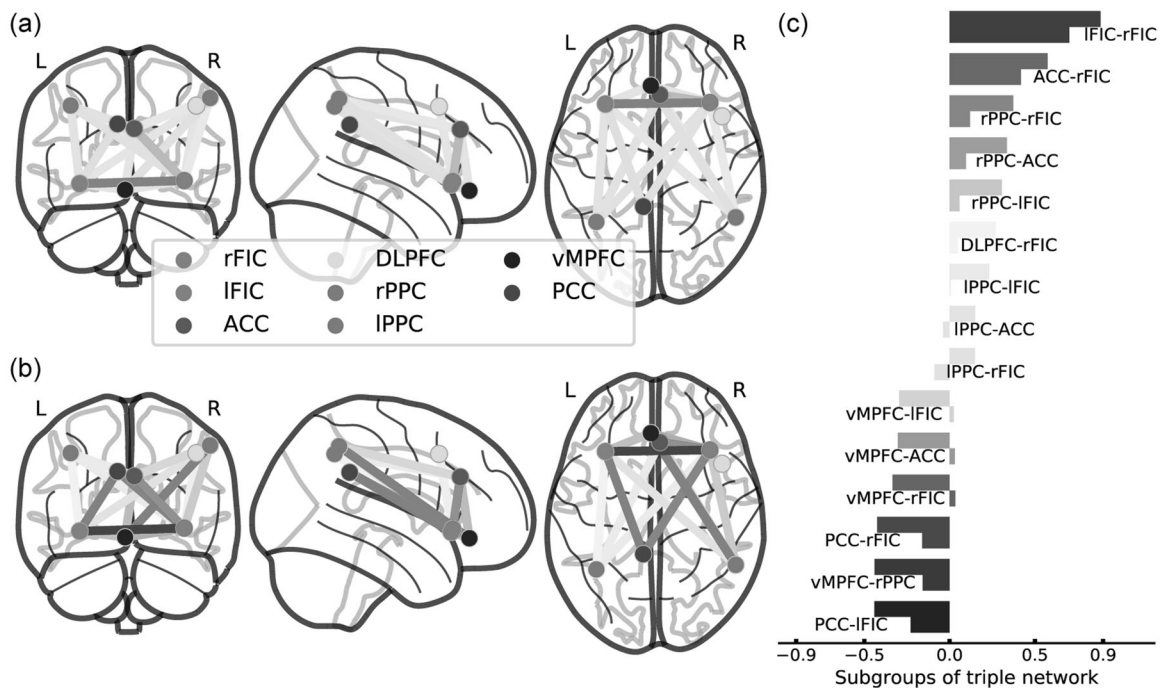 (a)
L
R
L
R
rFIC
DLPFC
vMPFC
lFIC
rPPC
PCC
ACC
lPPC
(b)
L
R
L
R
(c)
lFIC-rFIC
ACC-rFIC
rPPC-rFIC
rPPC-ACC
rPPC-lFIC
DLPFC-rFIC
lPPC-lFIC
lPPC-ACC
lPPC-rFIC
vMPFC-lFIC
vMPFC-ACC
vMPFC-rFIC
PCC-rFIC
vMPFC-rPPC
PCC-lFIC
−0.9 −0.5 0.0 0.5 0.9
Subgroups of triple network